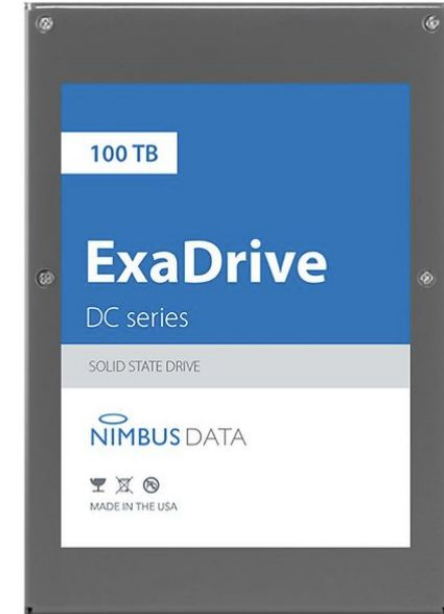 100 TB
ExaDrive
DC series
SOLID STATE DRIVE
NIMBUS DATA
MADE IN THE USA